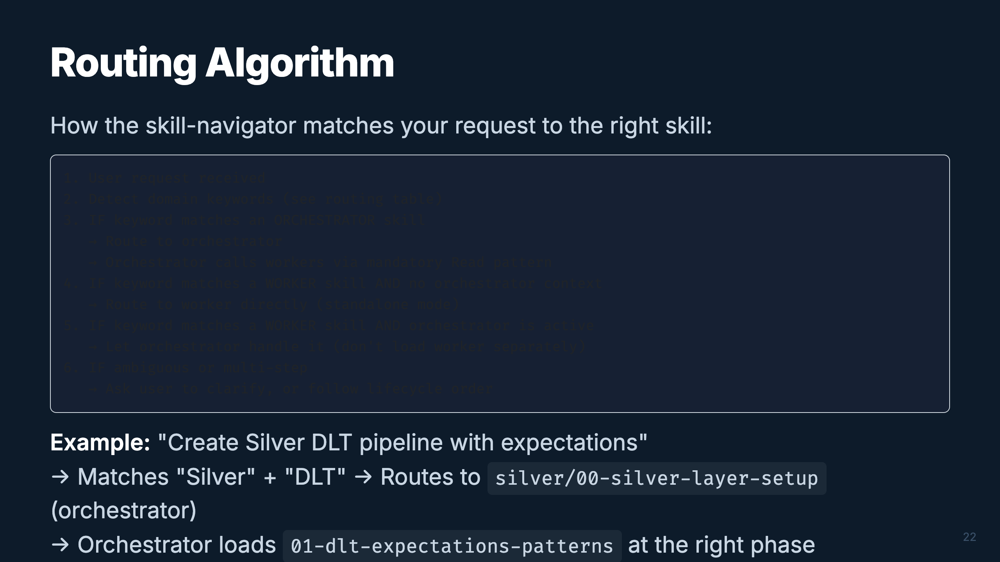 Routing Algorithm
How the skill-navigator matches your request to the right skill:
1. User request received
2. Detect domain keywords (see routing table)
3. IF keyword matches an ORCHESTRATOR skill
→ Route to orchestrator
→ Orchestrator calls workers via mandatory Read pattern
4. IF keyword matches a WORKER skill AND no orchestrator context
→ Route to worker directly (standalone mode)
5. IF keyword matches a WORKER skill AND orchestrator is active
→ Let orchestrator handle it (don't load worker separately)
6. IF ambiguous or multi-step
→ Ask user to clarify, or follow lifecycle order
Example: "Create Silver DLT pipeline with expectations"
→ Matches "Silver" + "DLT" → Routes to silver/00-silver-layer-setup
(orchestrator)
→ Orchestrator loads 01-dlt-expectations-patterns at the right phase
22